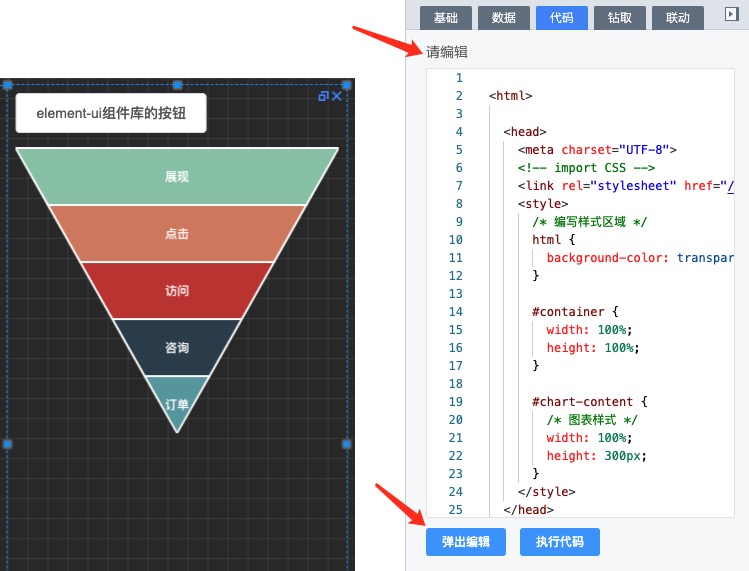 基础 数据 代码 钻取 联动
请编辑
element-ui组件库的按钮
展现
点击
访问
咨询
订单
1
2 <html>
3
4 <head>
5 <meta charset="UTF-8">
6 <!-- import CSS -->
7 <link rel="stylesheet" href="/
8 <style>
9 /* 编写样式区域 */
10 html {
11 background-color: transpar
12 }
13
14 #container {
15 width: 100%;
16 height: 100%;
17 }
18
19 #chart-content {
20 /* 图表样式 */
21 width: 100%;
22 height: 300px;
23 }
24 </style>
25 </head>
弹出编辑 执行代码